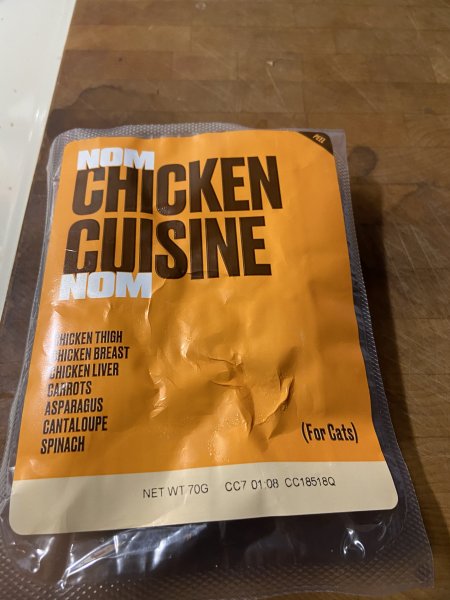 PEEL
NOM
CHICKEN
CUISINE
NOM
CHICKEN THIGH
CHICKEN BREAST
CHICKEN LIVER
CARROTS
ASPARAGUS
CANTALOUPE
SPINACH
(For Cats)
NET WT 70G CC7 01:08 CC18518Q